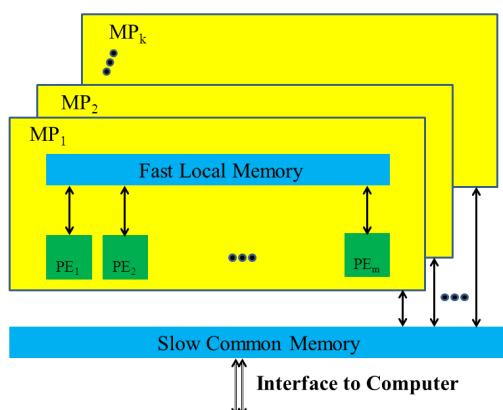 MPk
MP2
MP1
Fast Local Memory
PE1 PE2 PEm
Slow Common Memory
Interface to Computer